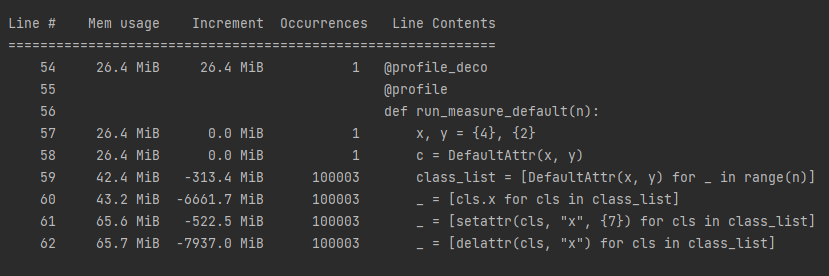 Line #    Mem usage    Increment  Occurrences   Line Contents
=============================================================
    54     26.4 MiB     26.4 MiB           1   @profile_deco
    55                                         @profile
    56                                         def run_measure_default(n):
    57     26.4 MiB      0.0 MiB           1       x, y = {4}, {2}
    58     26.4 MiB      0.0 MiB           1       c = DefaultAttr(x, y)
    59     42.4 MiB   -313.4 MiB      100003       class_list = [DefaultAttr(x, y) for _ in range(n)]
    60     43.2 MiB  -6661.7 MiB      100003       _ = [cls.x for cls in class_list]
    61     65.6 MiB   -522.5 MiB      100003       _ = [setattr(cls, "x", {7}) for cls in class_list]
    62     65.7 MiB  -7937.0 MiB      100003       _ = [delattr(cls, "x") for cls in class_list]